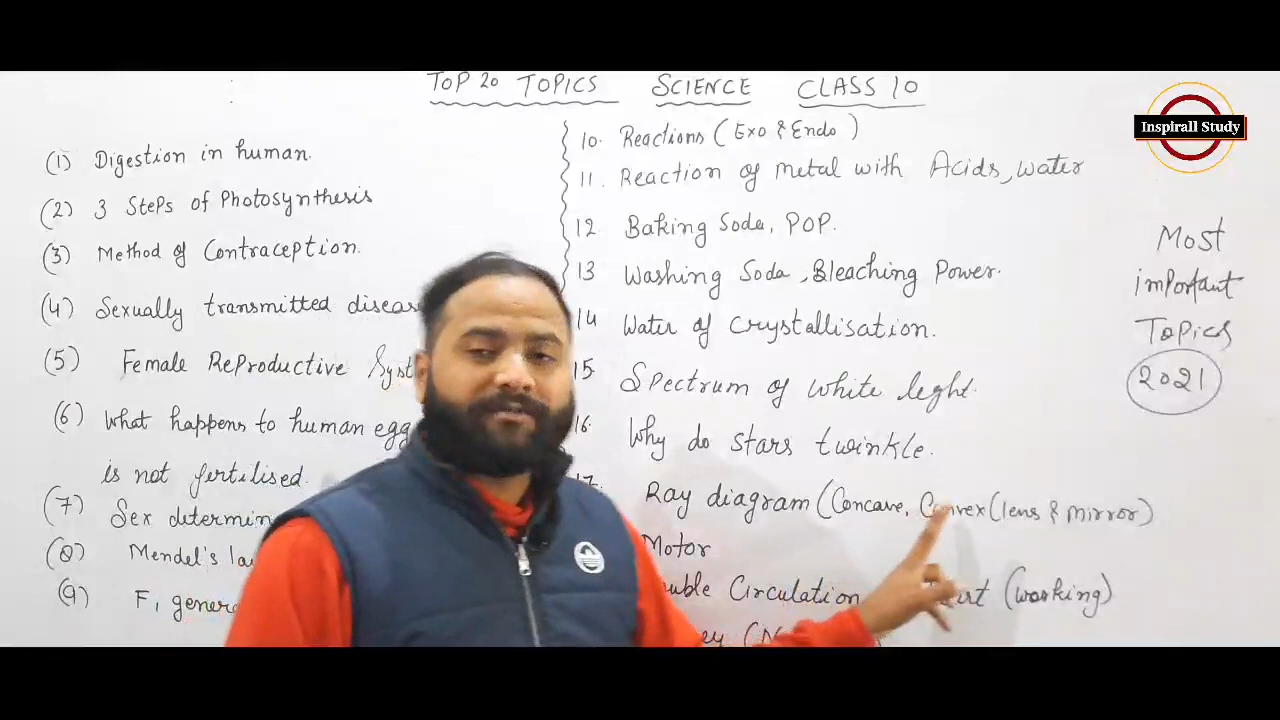 TOP 20 TOPICS SCIENCE CLASS 10
Inspirall Study
(1) Digestion in human.
(2) 3 Steps of Photosynthesis
(3) Method of Contraception.
(4) Sexually transmitted
(5) Female Reproductive
(6) What happens to human egg
is not fertilised.
(7) Sex
(8) Mendel's
(9) F1
10. Reactions (Exo & Endo)
11. Reaction of metal with Acids, water
12. Baking Soda, POP.
13 Washing Soda, Bleaching Power.
14 Water of Crystallisation.
15. Spectrum of white leght.
16. Why do stars twinkle.
17. Ray diagram (Concave, Convex (lens & mirror)
Motor
Circulation (working)
Most
important
Topics
2021